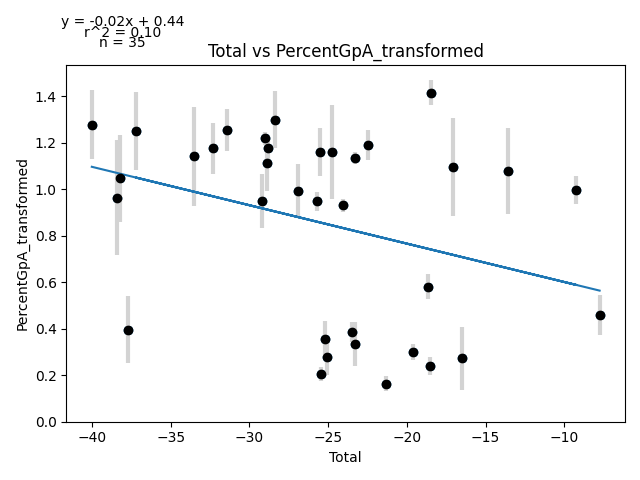 y = -0.02x + 0.44
r^2 = 0.10
n = 35
Total vs PercentGpA_transformed
PercentGpA_transformed
1.4
1.2
1.0
0.8
0.6
0.4
0.2
0.0
−40
−35
−30
−25
−20
−15
−10
Total